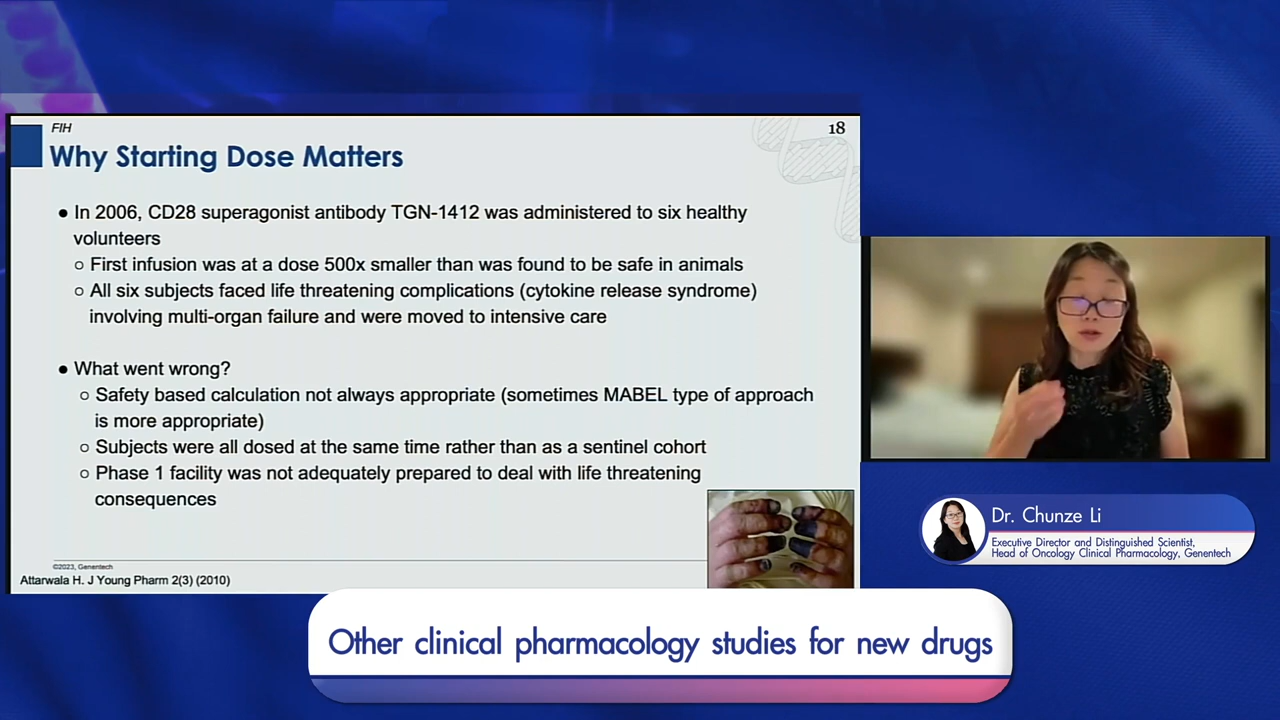 FIH
18
Why Starting Dose Matters
● In 2006, CD28 superagonist antibody TGN-1412 was administered to six healthy
volunteers
○ First infusion was at a dose 500x smaller than was found to be safe in animals
○ All six subjects faced life threatening complications (cytokine release syndrome)
involving multi-organ failure and were moved to intensive care
● What went wrong?
○ Safety based calculation not always appropriate (sometimes MABEL type of approach
is more appropriate)
○ Subjects were all dosed at the same time rather than as a sentinel cohort
○ Phase 1 facility was not adequately prepared to deal with life threatening
consequences
©2023, Genentech
Attarwala H. J Young Pharm 2(3) (2010)
Dr. Chunze Li
Executive Director and Distinguished Scientist,
Head of Oncology Clinical Pharmacology, Genentech
Other clinical pharmacology studies for new drugs